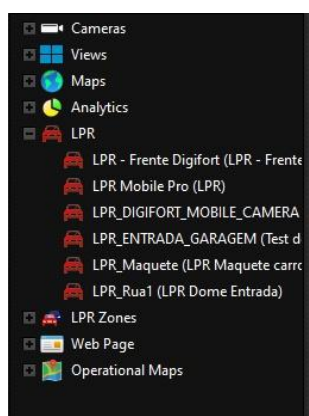 Cameras
Views
Maps
Analytics
LPR
LPR - Frente Digifort (LPR - Frente
LPR Mobile Pro (LPR)
LPR_DIGIFORT_MOBILE_CAMERA
LPR_ENTRADA_GARAGEM (Test d
LPR_Maquete (LPR Maquete carro
LPR_Rua1 (LPR Dome Entrada)
LPR Zones
Web Page
Operational Maps